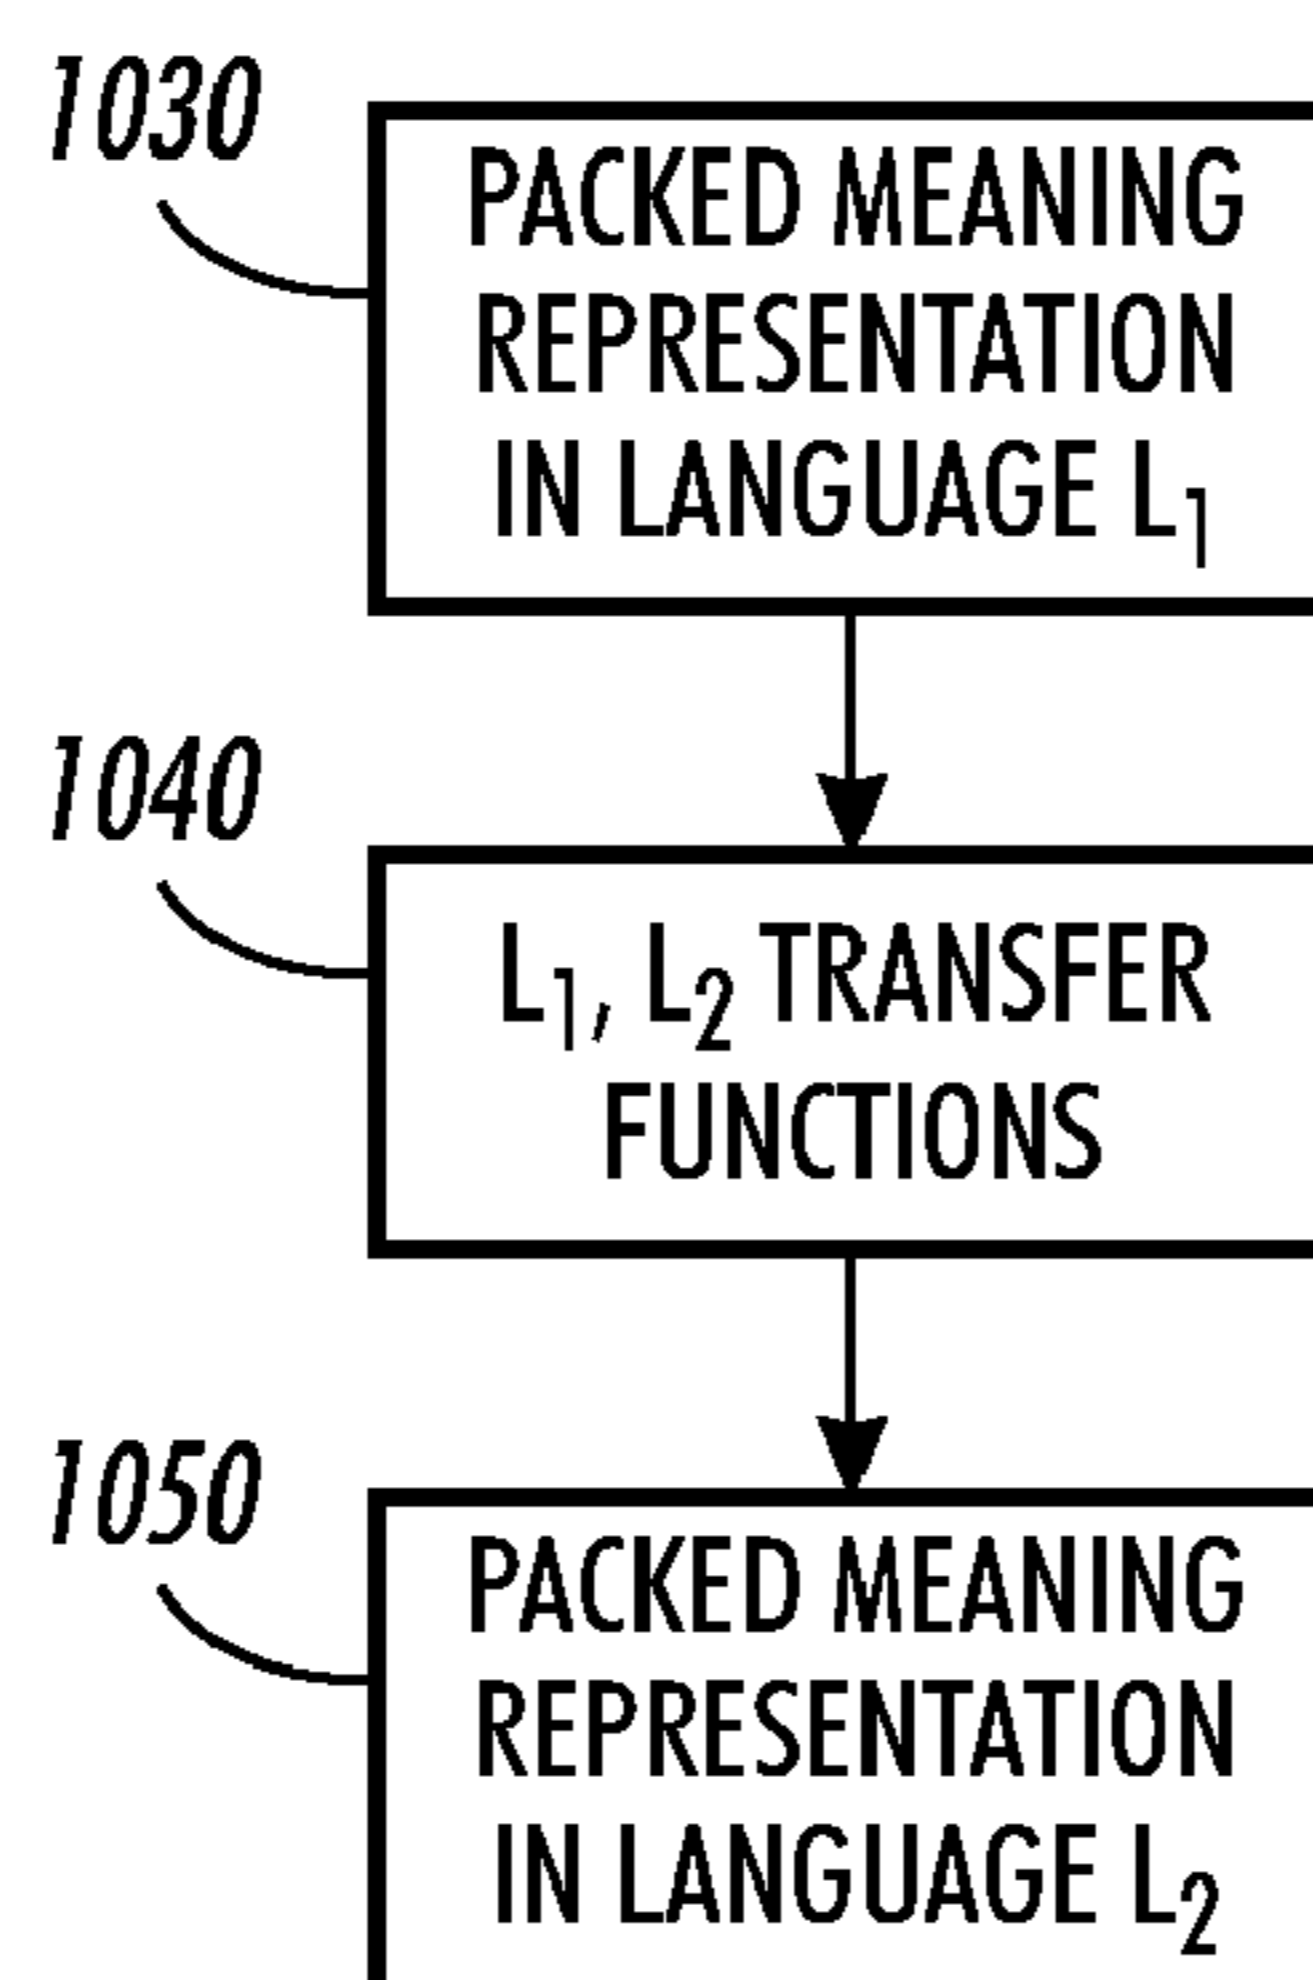 1030
PACKED MEANING
REPRESENTATION
IN LANGUAGE L₁
1040
L₁, L₂ TRANSFER
FUNCTIONS
1050
PACKED MEANING
REPRESENTATION
IN LANGUAGE L₂